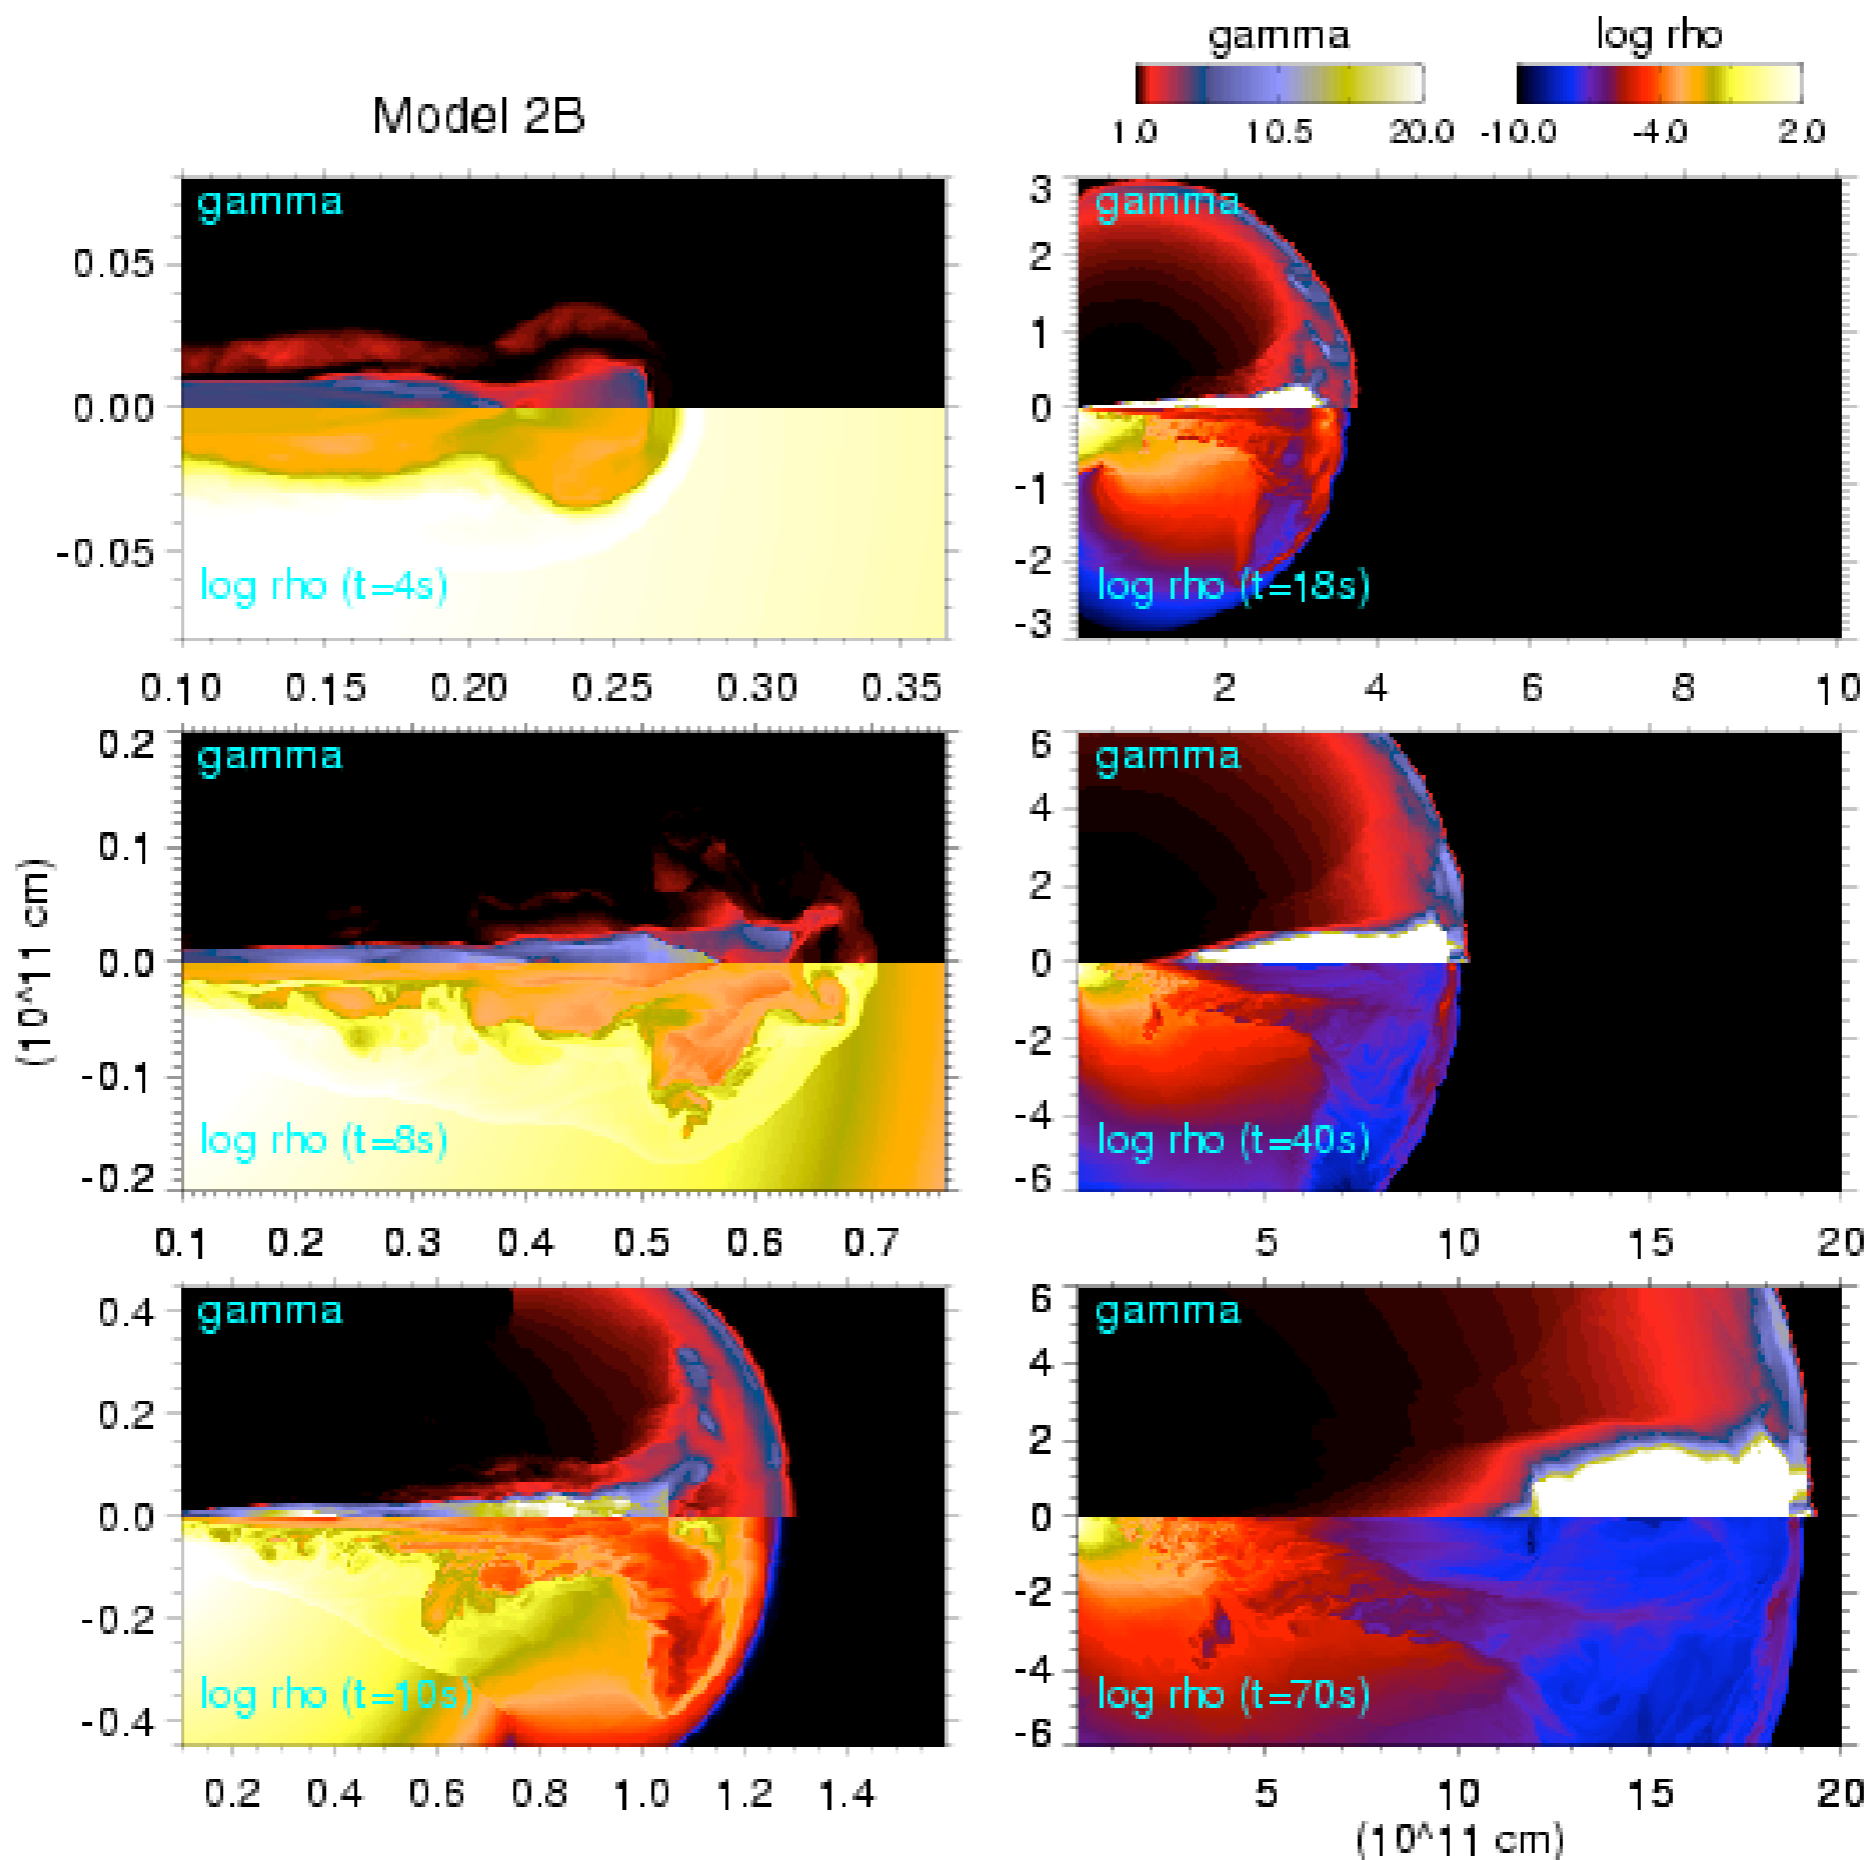 gamma log rho
1.0 10.5 20.0 -10.0 -4.0 2.0
Model 2B
gamma
0.05
0.00
-0.05
log rho (t=4s)
0.10 0.15 0.20 0.25 0.30 0.35
gamma
3
2
1
0
-1
-2
-3
log rho (t=18s)
2 4 6 8 10
(10^11 cm)
gamma
0.2
0.1
0.0
-0.1
-0.2
log rho (t=8s)
0.1 0.2 0.3 0.4 0.5 0.6 0.7
gamma
6
4
2
0
-2
-4
-6
log rho (t=40s)
5 10 15 20
gamma
0.4
0.2
0.0
-0.2
-0.4
log rho (t=10s)
0.2 0.4 0.6 0.8 1.0 1.2 1.4
gamma
6
4
2
0
-2
-4
-6
log rho (t=70s)
5 10 15 20
(10^11 cm)